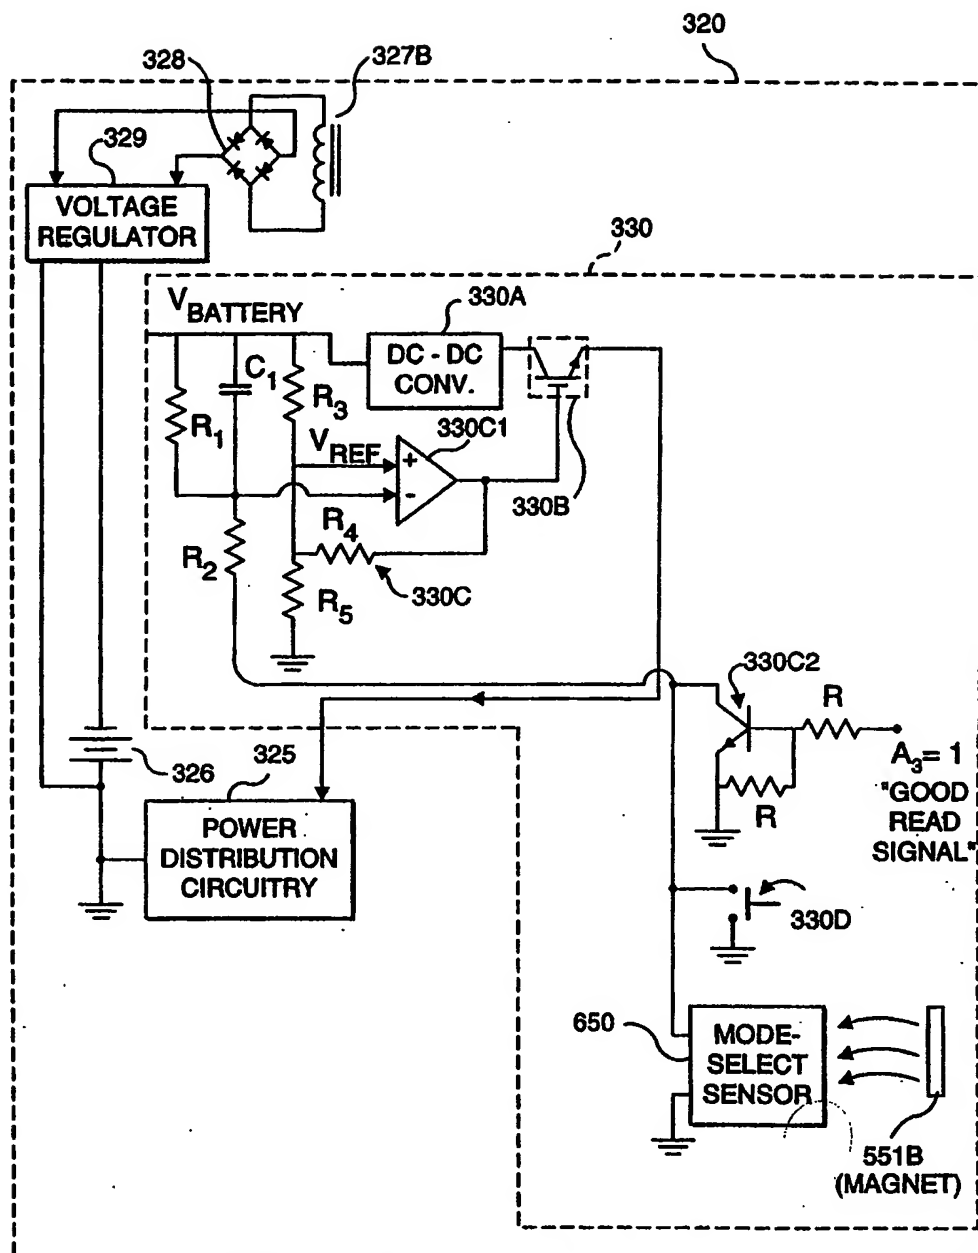 320
327B
328
329
VOLTAGE
REGULATOR
330
V BATTERY
330A
DC - DC
CONV.
C1
R1
R3
330C1
VREF
+
-
330B
R4
R2
330C
R5
330C2
R
A3= 1
"GOOD
READ
SIGNAL"
R
326
325
POWER
DISTRIBUTION
CIRCUITRY
330D
650
MODE-
SELECT
SENSOR
551B
(MAGNET)